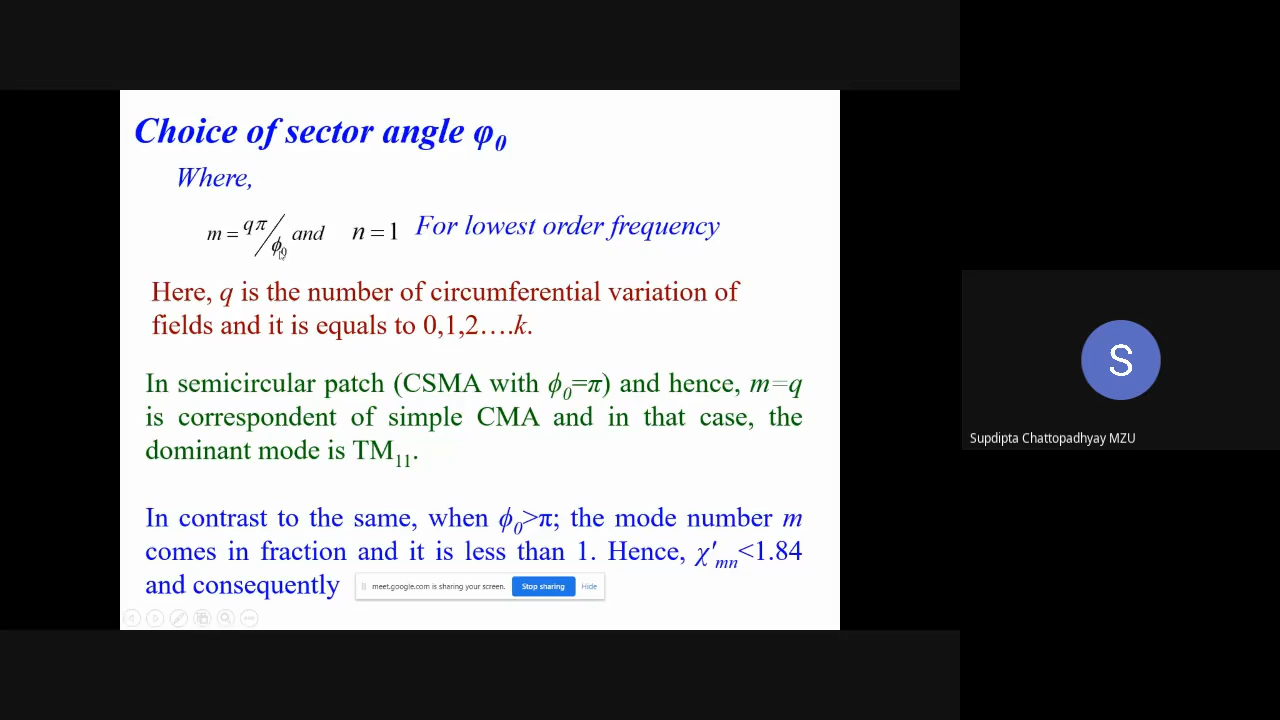 Choice of sector angle φ0
Where,
m = qπ/ϕ0 and n = 1 For lowest order frequency
Here, q is the number of circumferential variation of
fields and it is equals to 0,1,2….k.
In semicircular patch (CSMA with ϕ0=π) and hence, m=q
is correspondent of simple CMA and in that case, the
dominant mode is TM11.
In contrast to the same, when ϕ0>π; the mode number m
comes in fraction and it is less than 1. Hence, χ′mn<1.84
and consequently
meet.google.com is sharing your screen. Stop sharing Hide
S
Supdipta Chattopadhyay MZU